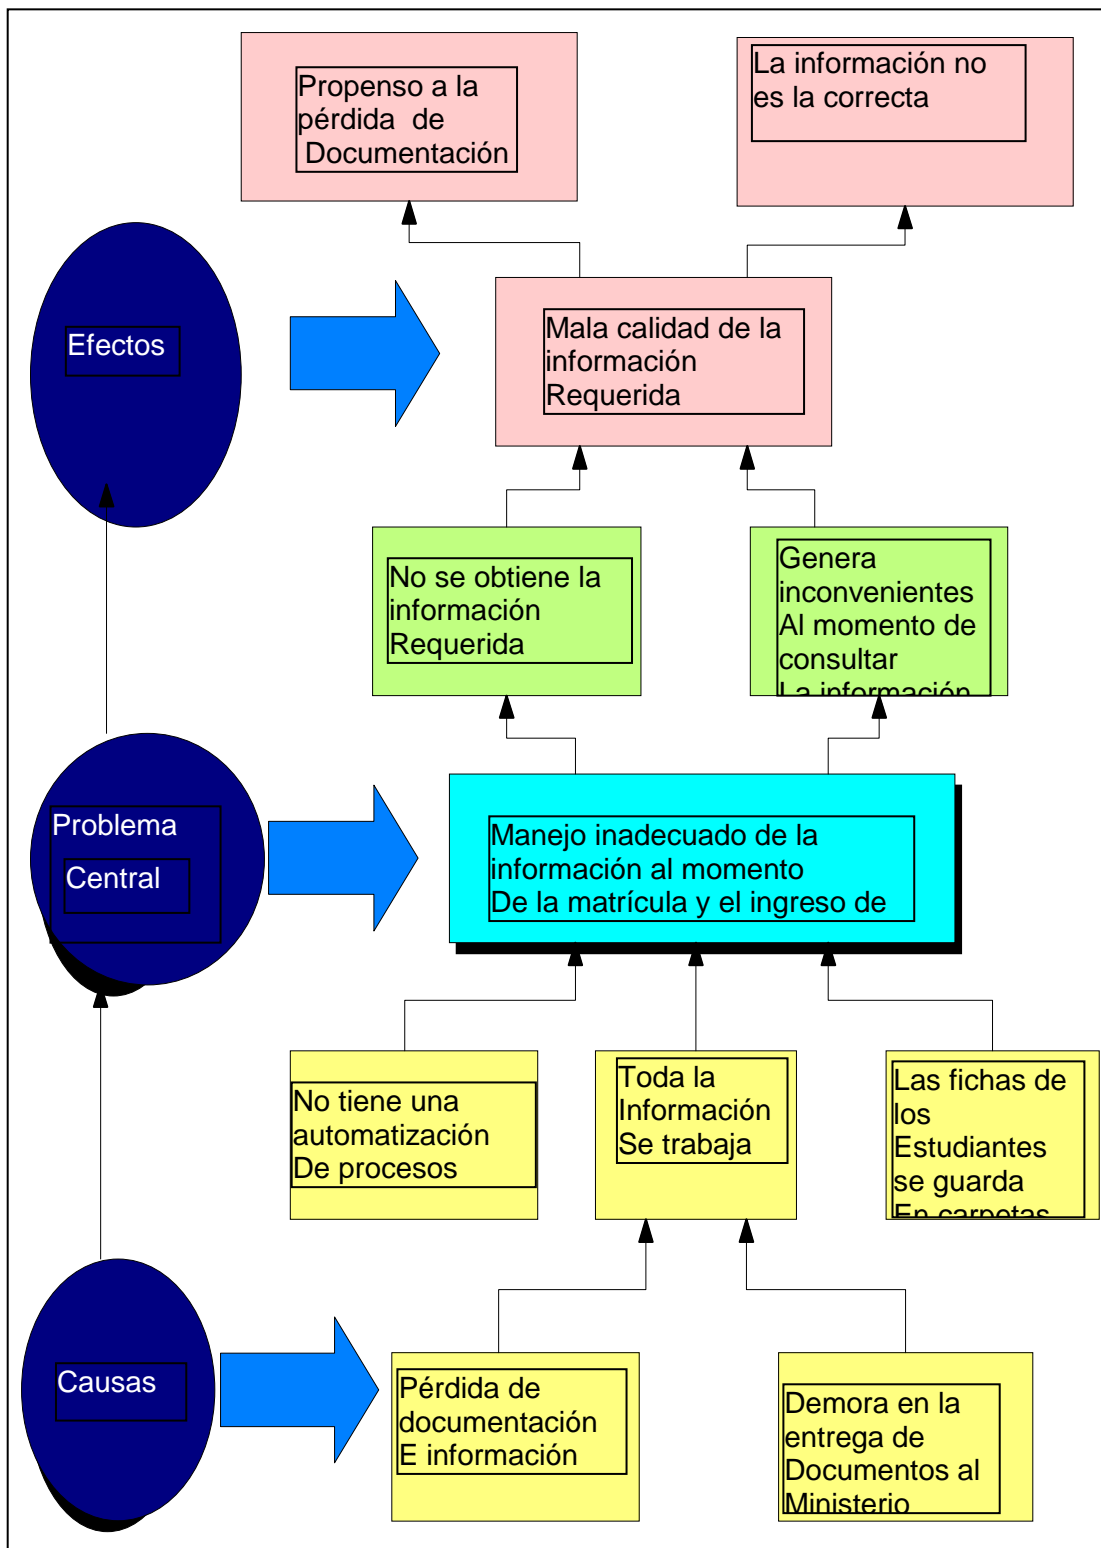 Propenso a la
pérdida de
Documentación
La información no
es la correcta
Efectos
Mala calidad de la
información
Requerida
No se obtiene la
información
Requerida
Genera
inconvenientes
Al momento de
consultar
La información
Problema
Central
Manejo inadecuado de la
información al momento
De la matrícula y el ingreso de
No tiene una
automatización
De procesos
Toda la
Información
Se trabaja
Las fichas de
los
Estudiantes
se guarda
En carpetas
Causas
Pérdida de
documentación
E información
Demora en la
entrega de
Documentos al
Ministerio